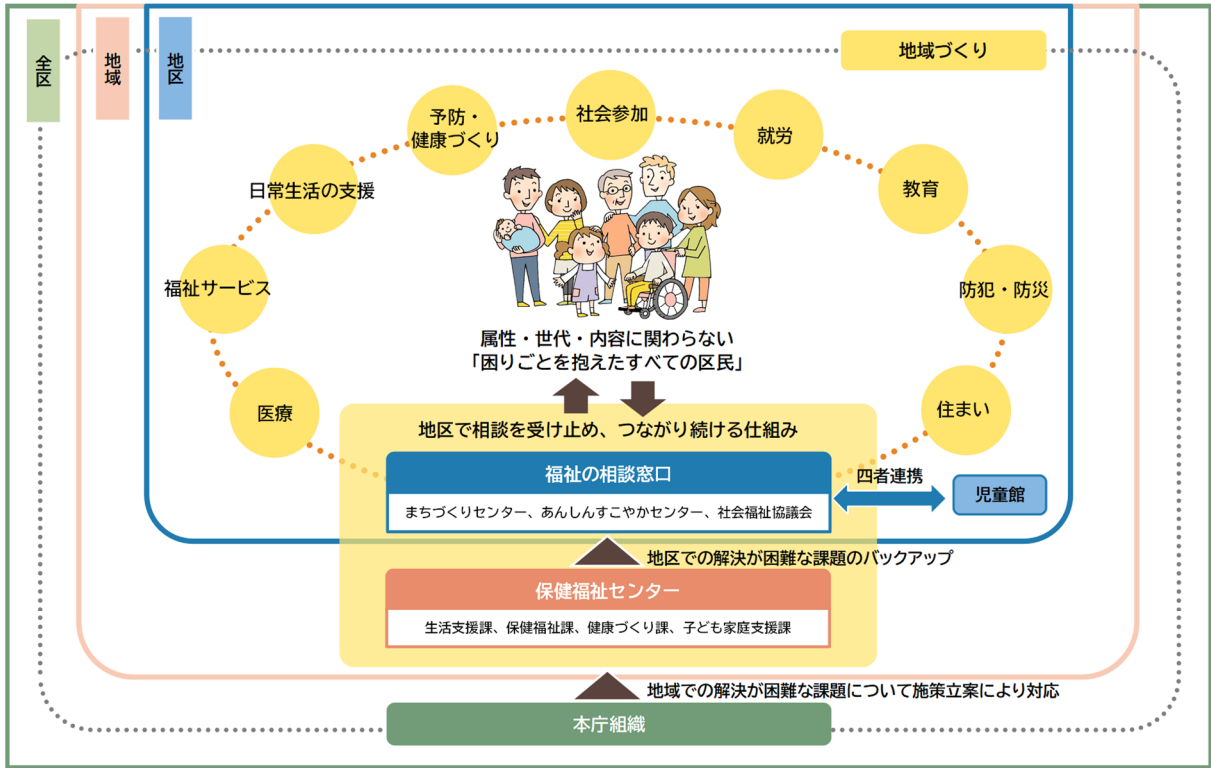 全区
地域
地区
地域づくり
予防・
健康づくり
社会参加
就労
日常生活の支援
教育
福祉サービス
防犯・防災
医療
住まい
属性・世代・内容に関わらない
「困りごとを抱えたすべての区民」
地区で相談を受け止め、つながり続ける仕組み
福祉の相談窓口
まちづくりセンター、あんしんすこやかセンター、社会福祉協議会
四者連携
児童館
地区での解決が困難な課題のバックアップ
保健福祉センター
生活支援課、保健福祉課、健康づくり課、子ども家庭支援課
地域での解決が困難な課題について施策立案により対応
本庁組織